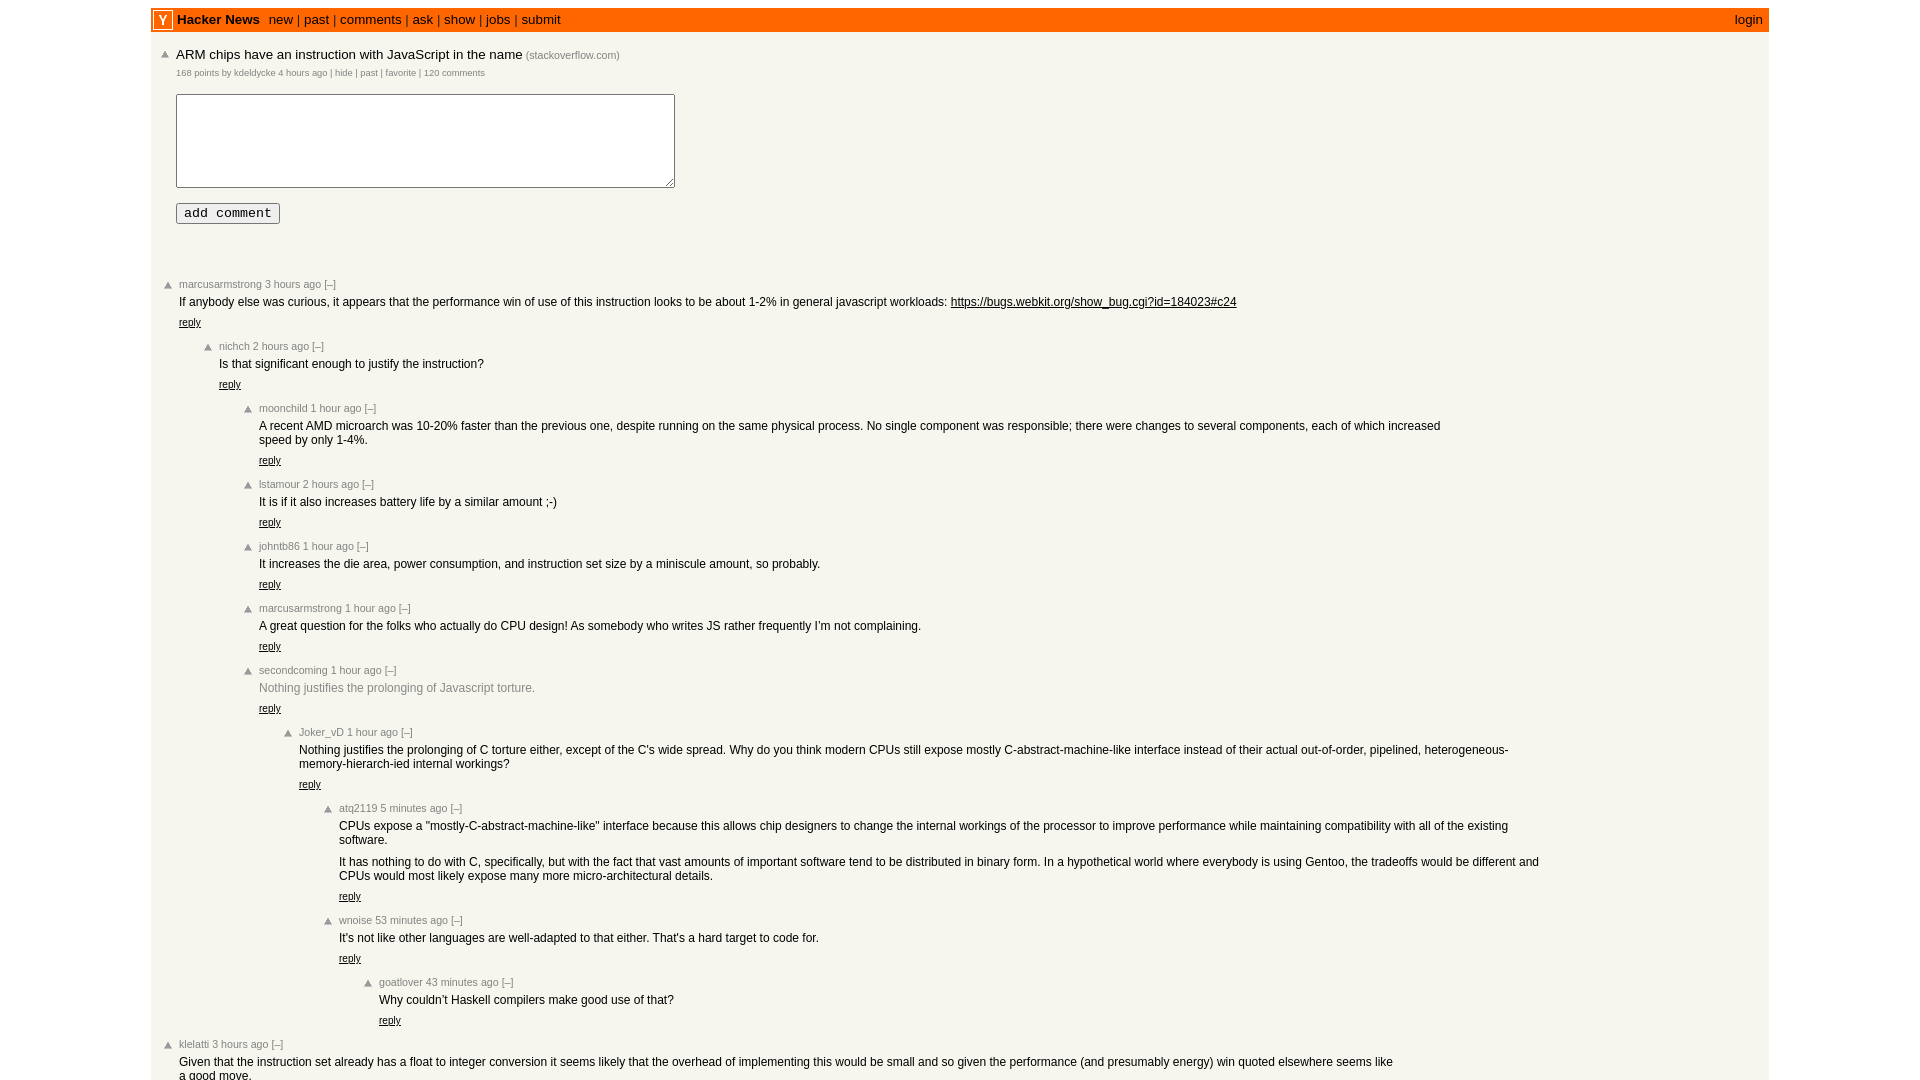 Y Hacker News new | past | comments | ask | show | jobs | submit login
ARM chips have an instruction with JavaScript in the name (stackoverflow.com)
168 points by kdeldycke 4 hours ago | hide | past | favorite | 120 comments
add comment
marcusarmstrong 3 hours ago [–]
If anybody else was curious, it appears that the performance win of use of this instruction looks to be about 1-2% in general javascript workloads: https://bugs.webkit.org/show_bug.cgi?id=184023#c24
reply
nichch 2 hours ago [–]
Is that significant enough to justify the instruction?
reply
moonchild 1 hour ago [–]
A recent AMD microarch was 10-20% faster than the previous one, despite running on the same physical process. No single component was responsible; there were changes to several components, each of which increased
speed by only 1-4%.
reply
lstamour 2 hours ago [–]
It is if it also increases battery life by a similar amount ;-)
reply
johntb86 1 hour ago [–]
It increases the die area, power consumption, and instruction set size by a miniscule amount, so probably.
reply
marcusarmstrong 1 hour ago [–]
A great question for the folks who actually do CPU design! As somebody who writes JS rather frequently I’m not complaining.
reply
secondcoming 1 hour ago [–]
Nothing justifies the prolonging of Javascript torture.
reply
Joker_vD 1 hour ago [–]
Nothing justifies the prolonging of C torture either, except of the C's wide spread. Why do you think modern CPUs still expose mostly C-abstract-machine-like interface instead of their actual out-of-order, pipelined, heterogeneous-
memory-hierarch-ied internal workings?
reply
atq2119 5 minutes ago [–]
CPUs expose a "mostly-C-abstract-machine-like" interface because this allows chip designers to change the internal workings of the processor to improve performance while maintaining compatibility with all of the existing
software.
It has nothing to do with C, specifically, but with the fact that vast amounts of important software tend to be distributed in binary form. In a hypothetical world where everybody is using Gentoo, the tradeoffs would be different and
CPUs would most likely expose many more micro-architectural details.
reply
wnoise 53 minutes ago [–]
It's not like other languages are well-adapted to that either. That's a hard target to code for.
reply
goatlover 43 minutes ago [–]
Why couldn’t Haskell compilers make good use of that?
reply
klelatti 3 hours ago [–]
Given that the instruction set already has a float to integer conversion it seems likely that the overhead of implementing this would be small and so given the performance (and presumably energy) win quoted elsewhere seems like
a good move.